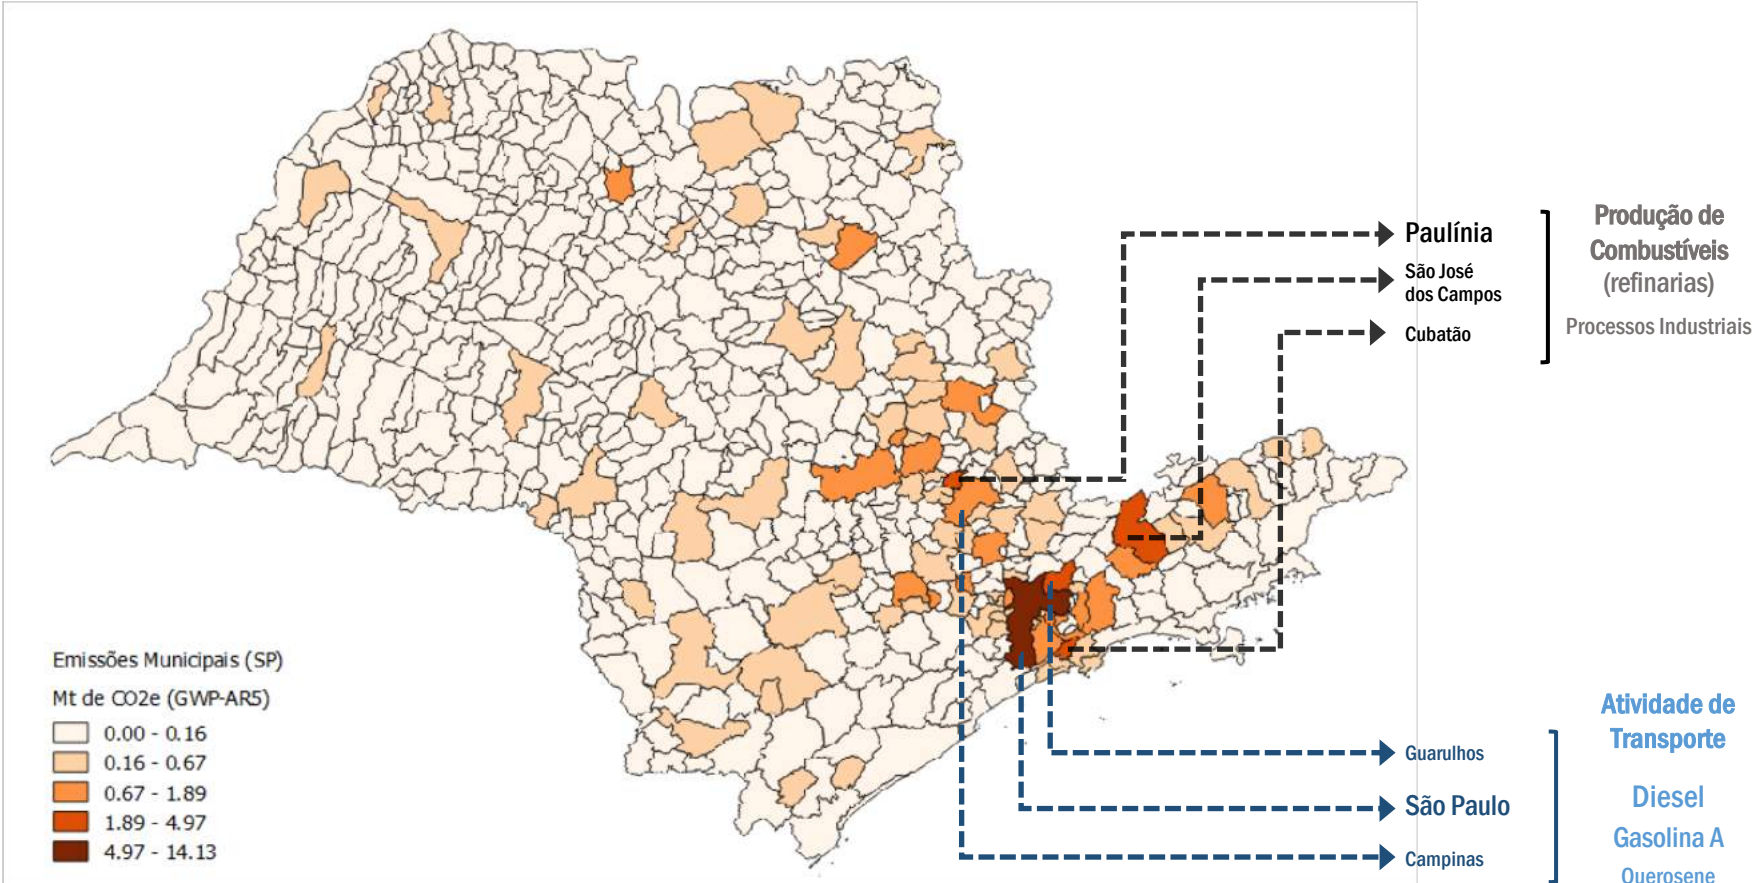 Paulínia
São José
dos Campos
Cubatão
Produção de
Combustíveis
(refinarias)
Processos Industriais
Emissões Municipais (SP)
Mt de CO2e (GWP-AR5)
0.00 - 0.16
0.16 - 0.67
0.67 - 1.89
1.89 - 4.97
4.97 - 14.13
Guarulhos
São Paulo
Campinas
Atividade de
Transporte
Diesel
Gasolina A
Querosene